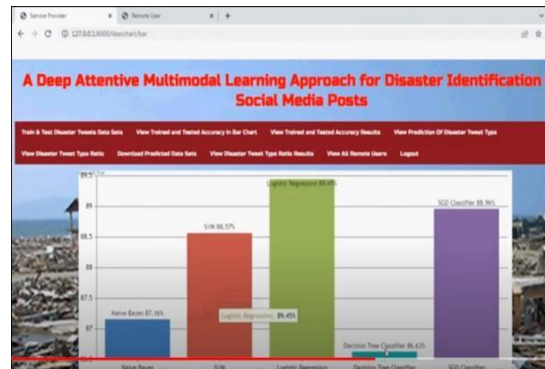 Service Provider
Remote User
127.0.0.1:8000/likeschart/bar
A Deep Attentive Multimodal Learning Approach for Disaster Identification
Social Media Posts
Train & Test Disaster Tweets Data Sets
View Trained and Tested Accuracy in Bar Chart
View Trained and Tested Accuracy Results
View Prediction Of Disaster Tweet Type
View Disaster Tweet Type Ratio
Download Predicted Data Sets
View Disaster Tweet Type Ratio Results
View All Remote Users
Logout
89.5
Logistic Regression 89.45%
SGD Classifier 88.96%
89
SVM 88.57%
88.5
88
87.5
Naive Bayes 87.16%
Logistic Regression: 89.45%
87
Decision Tree Classifier 86.63%
Naive Bayes
SVM
Logistic Regression
Decision Tree Classifier
SGD Classifier